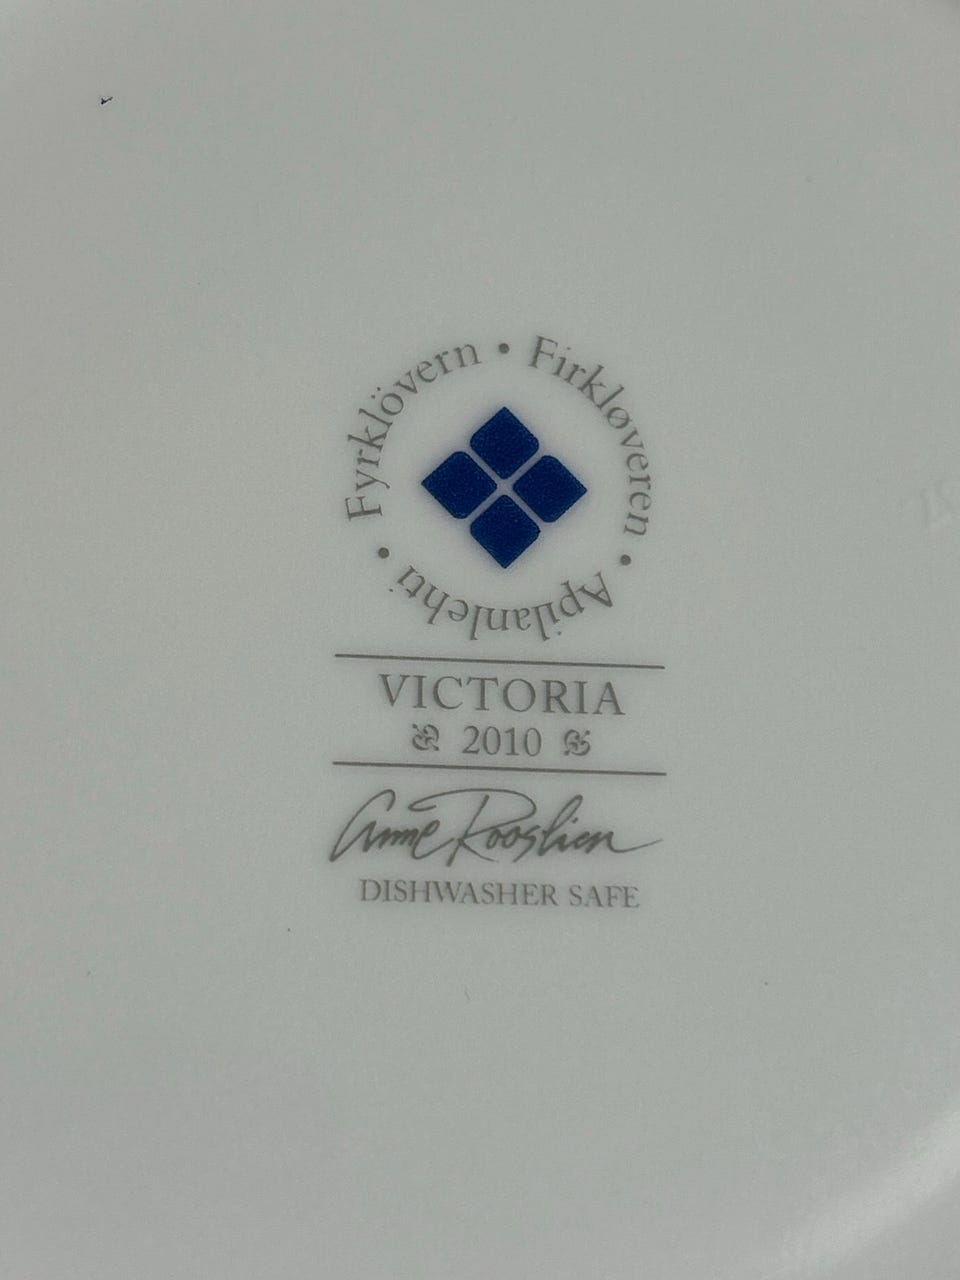 Fyrklövern • Firkløveren • Apilanlehti •
VICTORIA
2010
Anne Rooslien
DISHWASHER SAFE